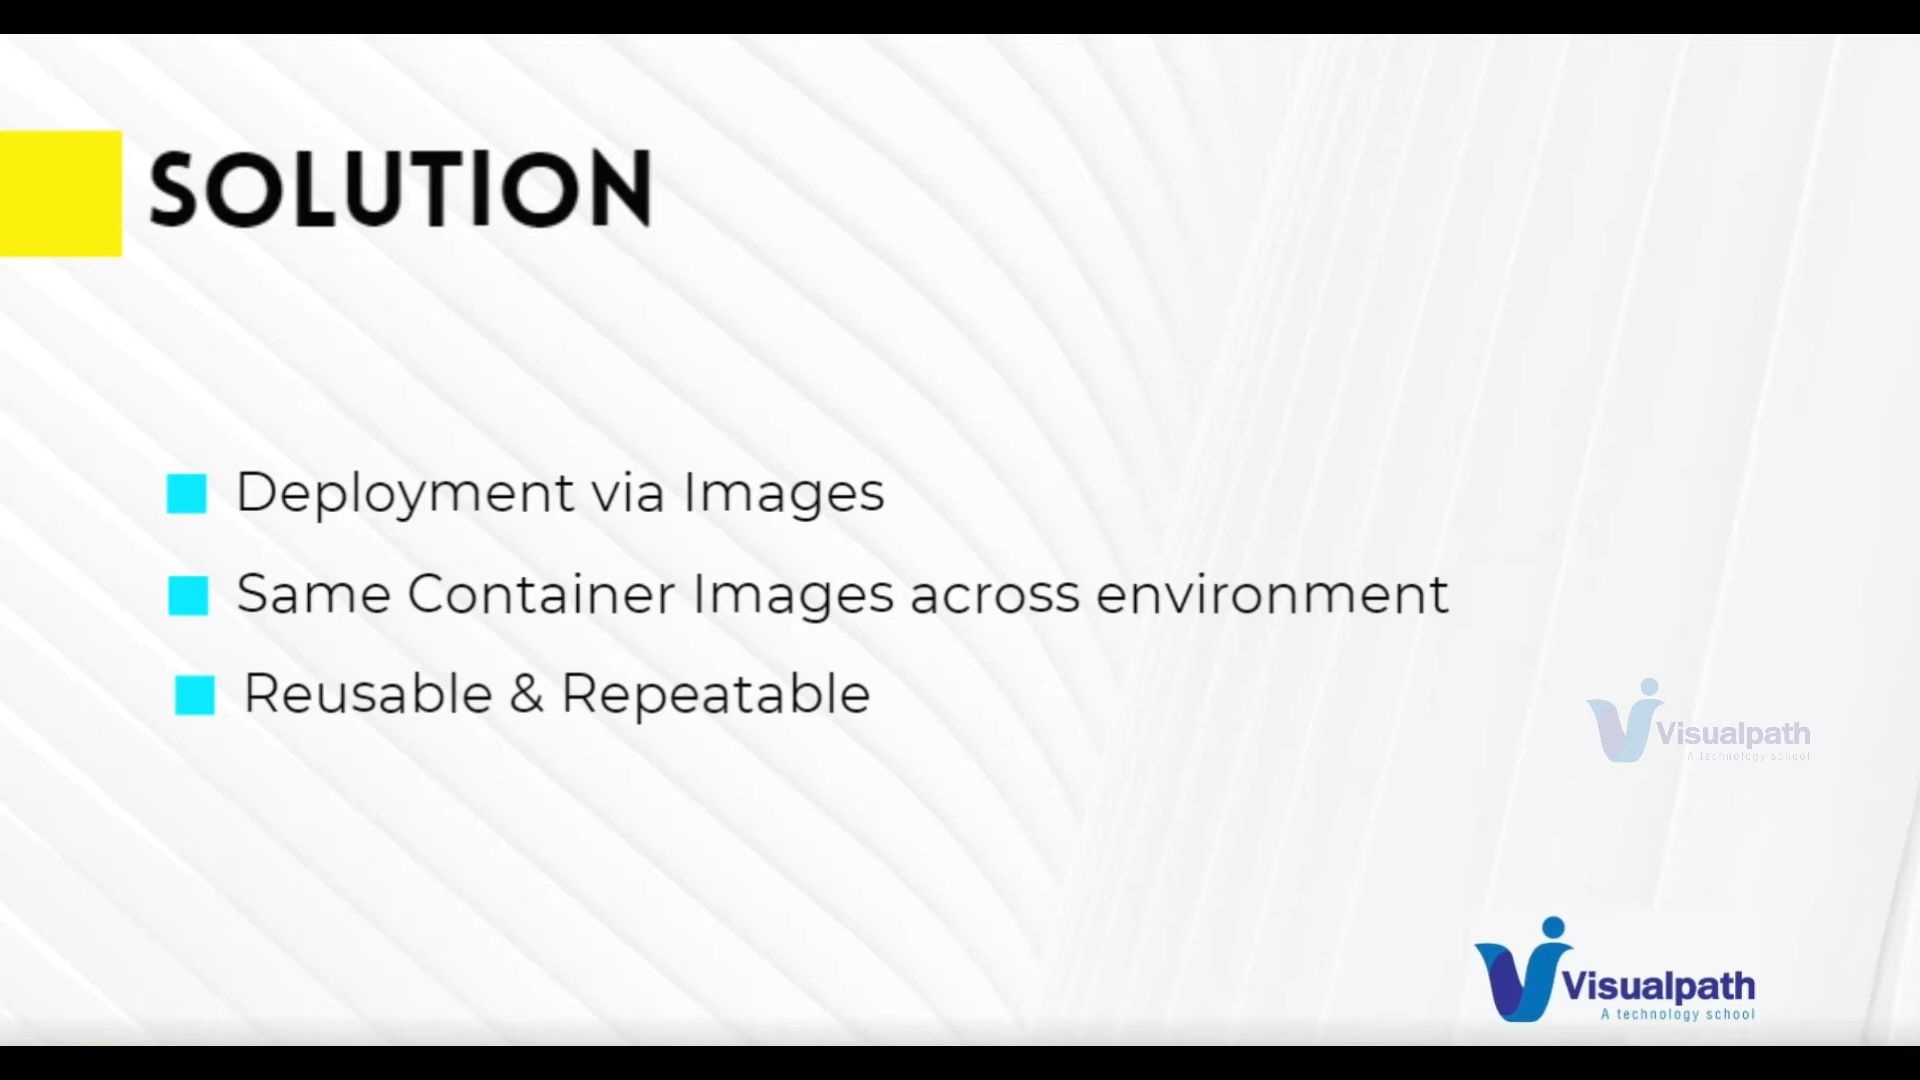 SOLUTION
Deployment via Images
Same Container Images across environment
Reusable & Repeatable
Visualpath
A technology school
Visualpath
A technology school